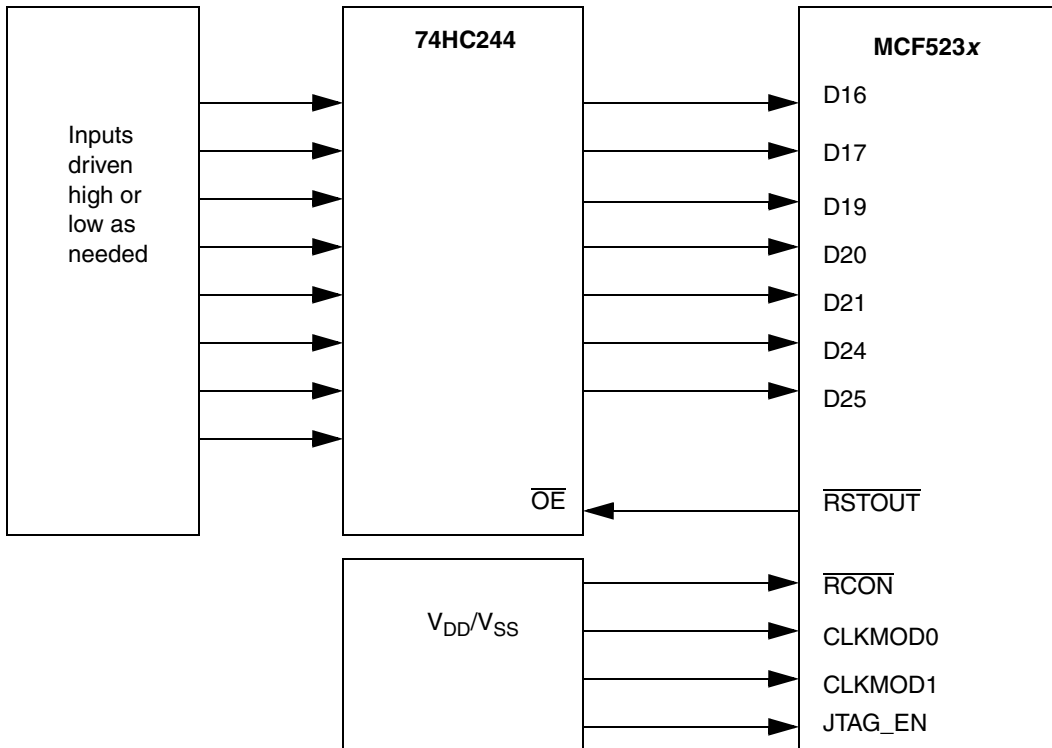 74HC244
MCF523x
Inputs
driven
high or
low as
needed
D16
D17
D19
D20
D21
D24
D25
OE
RSTOUT
VDD/VSS
RCON
CLKMOD0
CLKMOD1
JTAG_EN